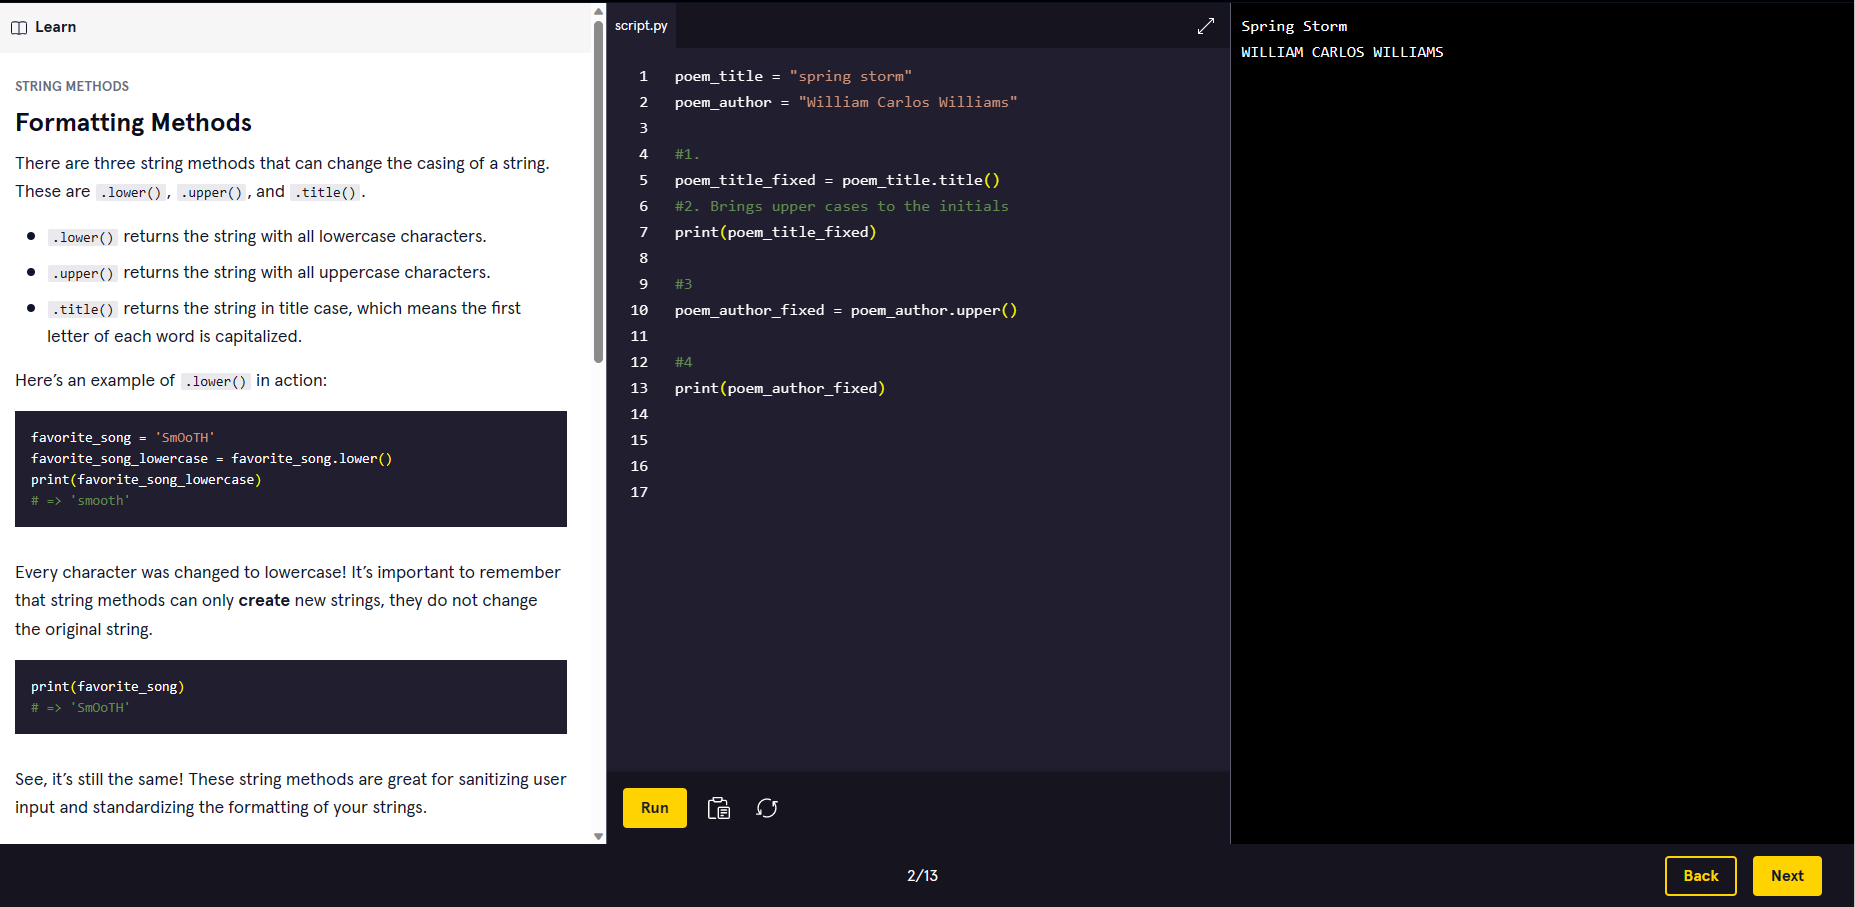 Learn
STRING METHODS
Formatting Methods
There are three string methods that can change the casing of a string.
These are .lower(), .upper(), and .title().
.lower() returns the string with all lowercase characters.
.upper() returns the string with all uppercase characters.
.title() returns the string in title case, which means the first
letter of each word is capitalized.
Here's an example of .lower() in action:
favorite_song = 'SmOoTH'
favorite_song_lowercase = favorite_song.lower()
print(favorite_song_lowercase)
# => 'smooth'
Every character was changed to lowercase! It's important to remember
that string methods can only create new strings, they do not change
the original string.
print(favorite_song)
# => 'SmOoTH'
See, it's still the same! These string methods are great for sanitizing user
input and standardizing the formatting of your strings.
script.py
1 poem_title = "spring storm"
2 poem_author = "William Carlos Williams"
3
4 #1.
5 poem_title_fixed = poem_title.title()
6 #2. Brings upper cases to the initials
7 print(poem_title_fixed)
8
9 #3
10 poem_author_fixed = poem_author.upper()
11
12 #4
13 print(poem_author_fixed)
14
15
16
17
Run
Spring Storm
WILLIAM CARLOS WILLIAMS
2/13
Back
Next